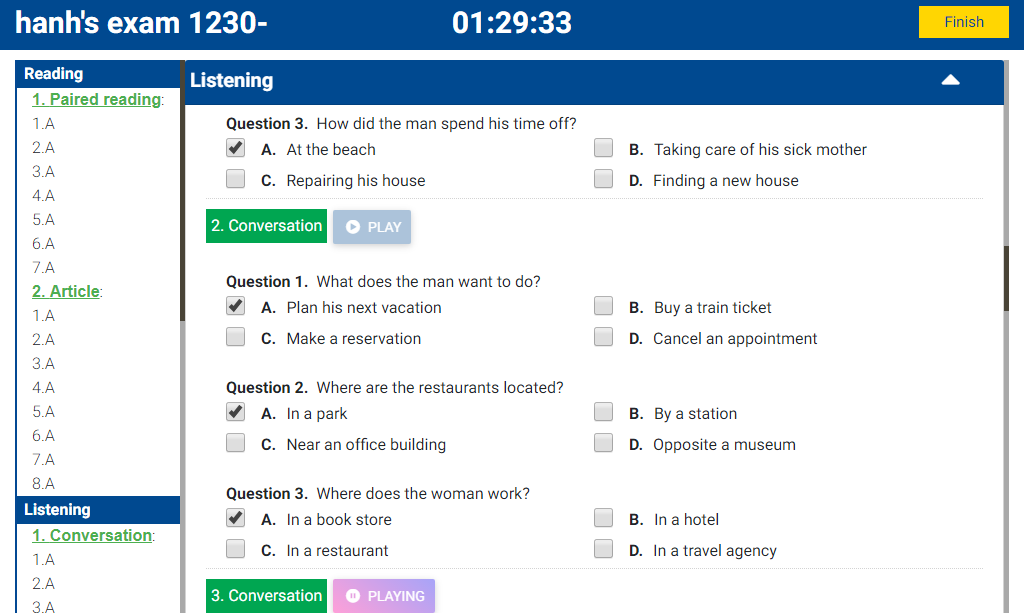 hanh's exam 1230-
01:29:33
Finish
Reading
1. Paired reading:
1.A
2.A
3.A
4.A
5.A
6.A
7.A
2. Article:
1.A
2.A
3.A
4.A
5.A
6.A
7.A
8.A
Listening
1. Conversation:
1.A
2.A
3.A
Listening
Question 3. How did the man spend his time off?
A. At the beach
B. Taking care of his sick mother
C. Repairing his house
D. Finding a new house
2. Conversation
PLAY
Question 1. What does the man want to do?
A. Plan his next vacation
B. Buy a train ticket
C. Make a reservation
D. Cancel an appointment
Question 2. Where are the restaurants located?
A. In a park
B. By a station
C. Near an office building
D. Opposite a museum
Question 3. Where does the woman work?
A. In a book store
B. In a hotel
C. In a restaurant
D. In a travel agency
3. Conversation
PLAYING